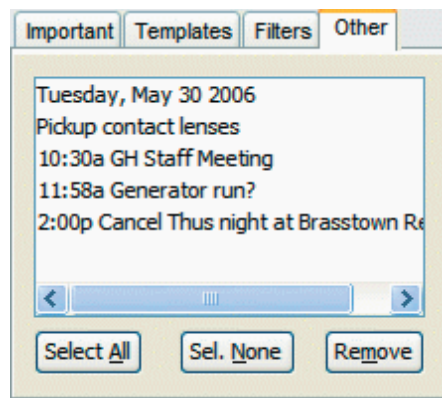 Important Templates Filters Other
Tuesday, May 30 2006
Pickup contact lenses
10:30a GH Staff Meeting
11:58a Generator run?
2:00p Cancel Thus night at Brasstown Re
Select All Sel. None Remove